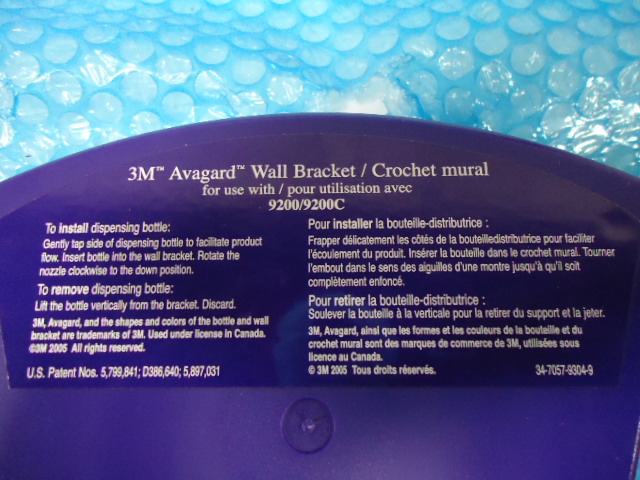 3M™ Avagard™ Wall Bracket / Crochet mural
for use with / pour utilisation avec
9200/9200C
To install dispensing bottle:
Gently tap side of dispensing bottle to facilitate product
flow. Insert bottle into the wall bracket. Rotate the
nozzle clockwise to the down position.
To remove dispensing bottle:
Lift the bottle vertically from the bracket. Discard.
3M, Avagard, and the shapes and colors of the bottle and wall
bracket are trademarks of 3M. Used under license in Canada.
©3M 2005 All rights reserved.
U.S. Patent Nos. 5,799,841; D386,640; 5,897,031
Pour installer la bouteille-distributrice :
Frapper délicatement les côtés de la bouteilledistributrice pour faciliter
l'écoulement du produit. Insérer la bouteille dans le crochet mural. Tourner
l'embout dans le sens des aiguilles d'une montre jusqu'à qu'il soit
complètement enfoncé.
Pour retirer la bouteille-distributrice :
Soulever la bouteille à la verticale pour la retirer du support et la jeter.
3M, Avagard, ainsi que les formes et les couleurs de la bouteille et du
crochet mural sont des marques de commerce de 3M, utilisées sous
licence au Canada.
© 3M 2005 Tous droits réservés.
34-7057-9304-9